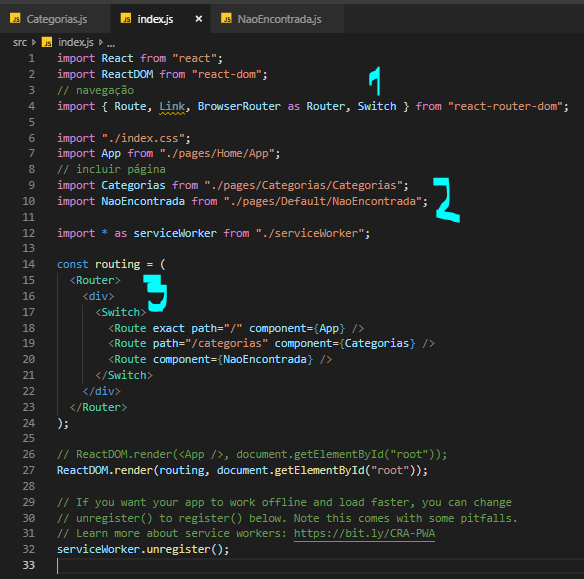 Categorias.js index.js × NaoEncontrada.js
src > index.js > ...
1 import React from "react";
2 import ReactDOM from "react-dom";
3 // navegação
4 import { Route, Link, BrowserRouter as Router, Switch } from "react-router-dom";
1
5
6 import "./index.css";
7 import App from "./pages/Home/App";
8 // incluir página
9 import Categorias from "./pages/Categorias/Categorias";
10 import NaoEncontrada from "./pages/Default/NaoEncontrada";
2
11
12 import * as serviceWorker from "./serviceWorker";
13
14 const routing = (
15 <Router>
3
16 <div>
17 <Switch>
18 <Route exact path="/" component={App} />
19 <Route path="/categorias" component={Categorias} />
20 <Route component={NaoEncontrada} />
21 </Switch>
22 </div>
23 </Router>
24 );
25
26 // ReactDOM.render(<App />, document.getElementById("root"));
27 ReactDOM.render(routing, document.getElementById("root"));
28
29 // If you want your app to work offline and load faster, you can change
30 // unregister() to register() below. Note this comes with some pitfalls.
31 // Learn more about service workers: https://bit.ly/CRA-PWA
32 serviceWorker.unregister();
33